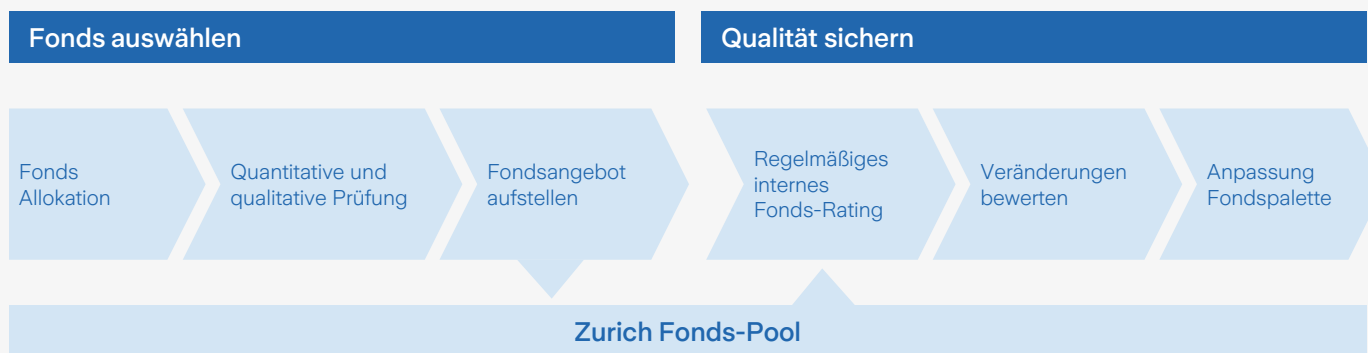 Fonds auswählen
Qualität sichern
Fonds
Allokation
Quantitative und
qualitative Prüfung
Fondsangebot
aufstellen
Regelmäßiges
internes
Fonds-Rating
Veränderungen
bewerten
Anpassung
Fondspalette
Zurich Fonds-Pool